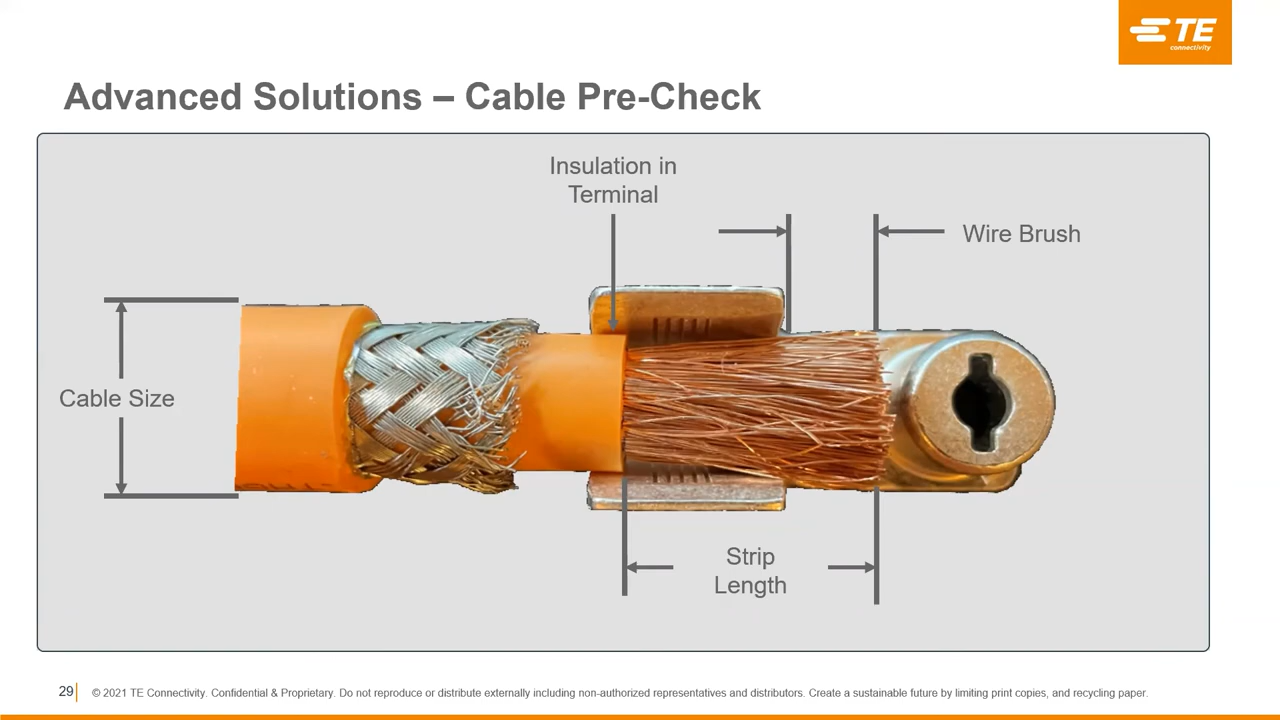 TE
connectivity
Advanced Solutions – Cable Pre-Check
Insulation in
Terminal
Wire Brush
Cable Size
Strip
Length
29
© 2021 TE Connectivity. Confidential & Proprietary. Do not reproduce or distribute externally including non-authorized representatives and distributors. Create a sustainable future by limiting print copies, and recycling paper.